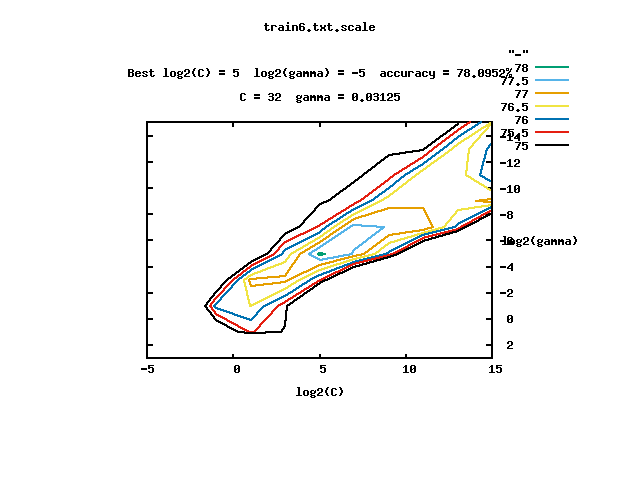 train6.txt.scale
"-"
Best log2(C) = 5  log2(gamma) = -5  accuracy = 78.0952%
78
77.5
C = 32  gamma = 0.03125
77
76.5
76
75.5
-14
75
-12
-10
-8
-6
log2(gamma)
-4
-2
0
2
-5 0 5 10 15
log2(C)